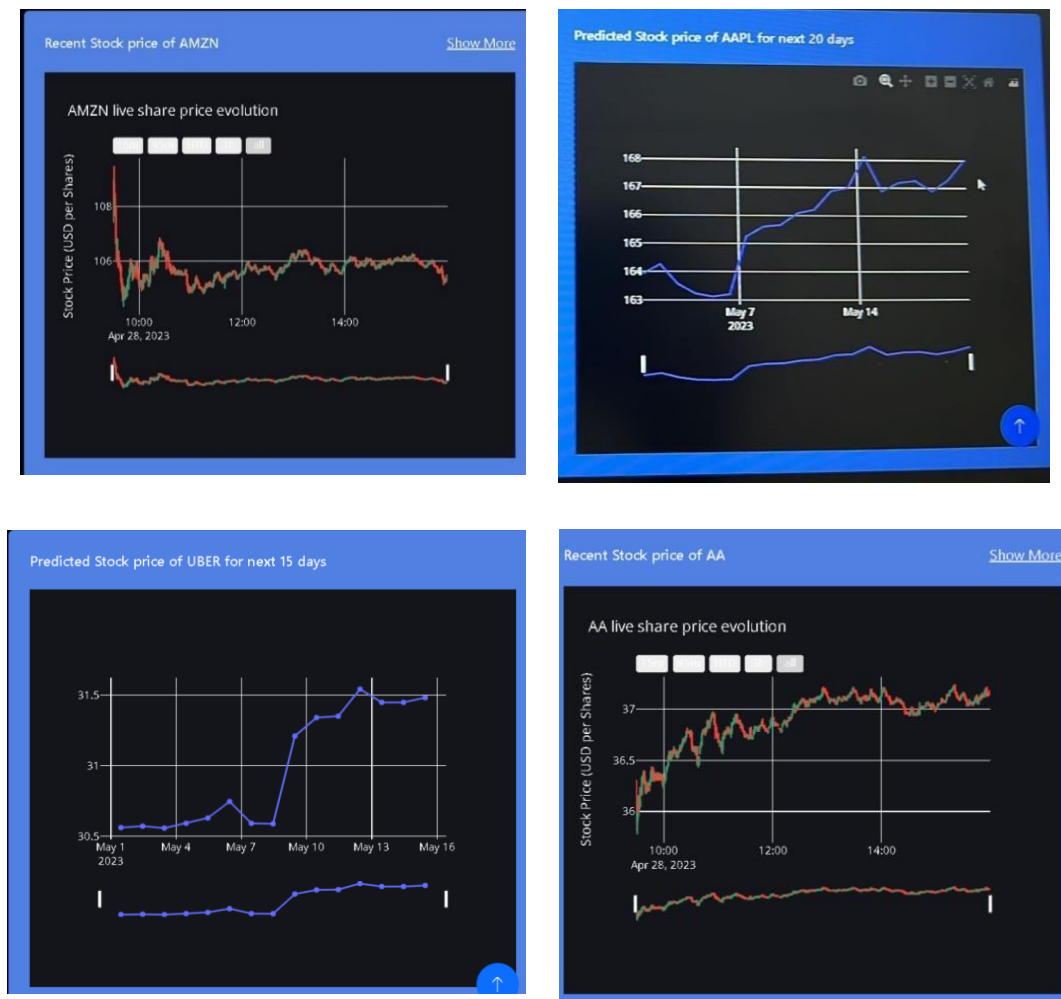 Recent Stock price of AMZN
Show More
AMZN live share price evolution
all
Stock Price (USD per Shares)
108
106
10:00
12:00
14:00
Apr 28, 2023
Predicted Stock price of AAPL for next 20 days
168
167
166
165
164
163
May 7
May 14
2023
Predicted Stock price of UBER for next 15 days
31.5
31
30.5
May 1
May 4
May 7
May 10
May 13
May 16
2023
Recent Stock price of AA
Show More
AA live share price evolution
all
Stock Price (USD per Shares)
37
36.5
36
10:00
12:00
14:00
Apr 28, 2023